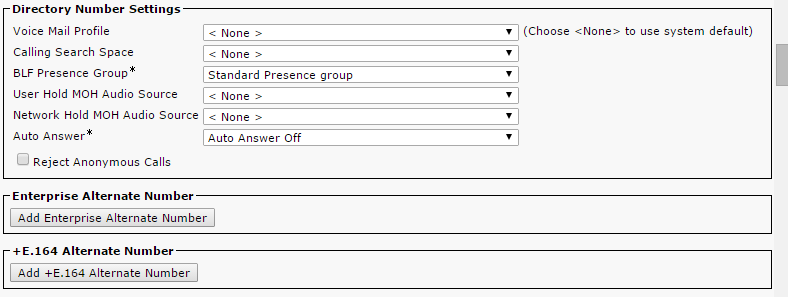 Directory Number Settings
Voice Mail Profile < None > (Choose <None> to use system default)
Calling Search Space < None >
BLF Presence Group* Standard Presence group
User Hold MOH Audio Source < None >
Network Hold MOH Audio Source < None >
Auto Answer* Auto Answer Off
Reject Anonymous Calls
Enterprise Alternate Number
Add Enterprise Alternate Number
+E.164 Alternate Number
Add +E.164 Alternate Number